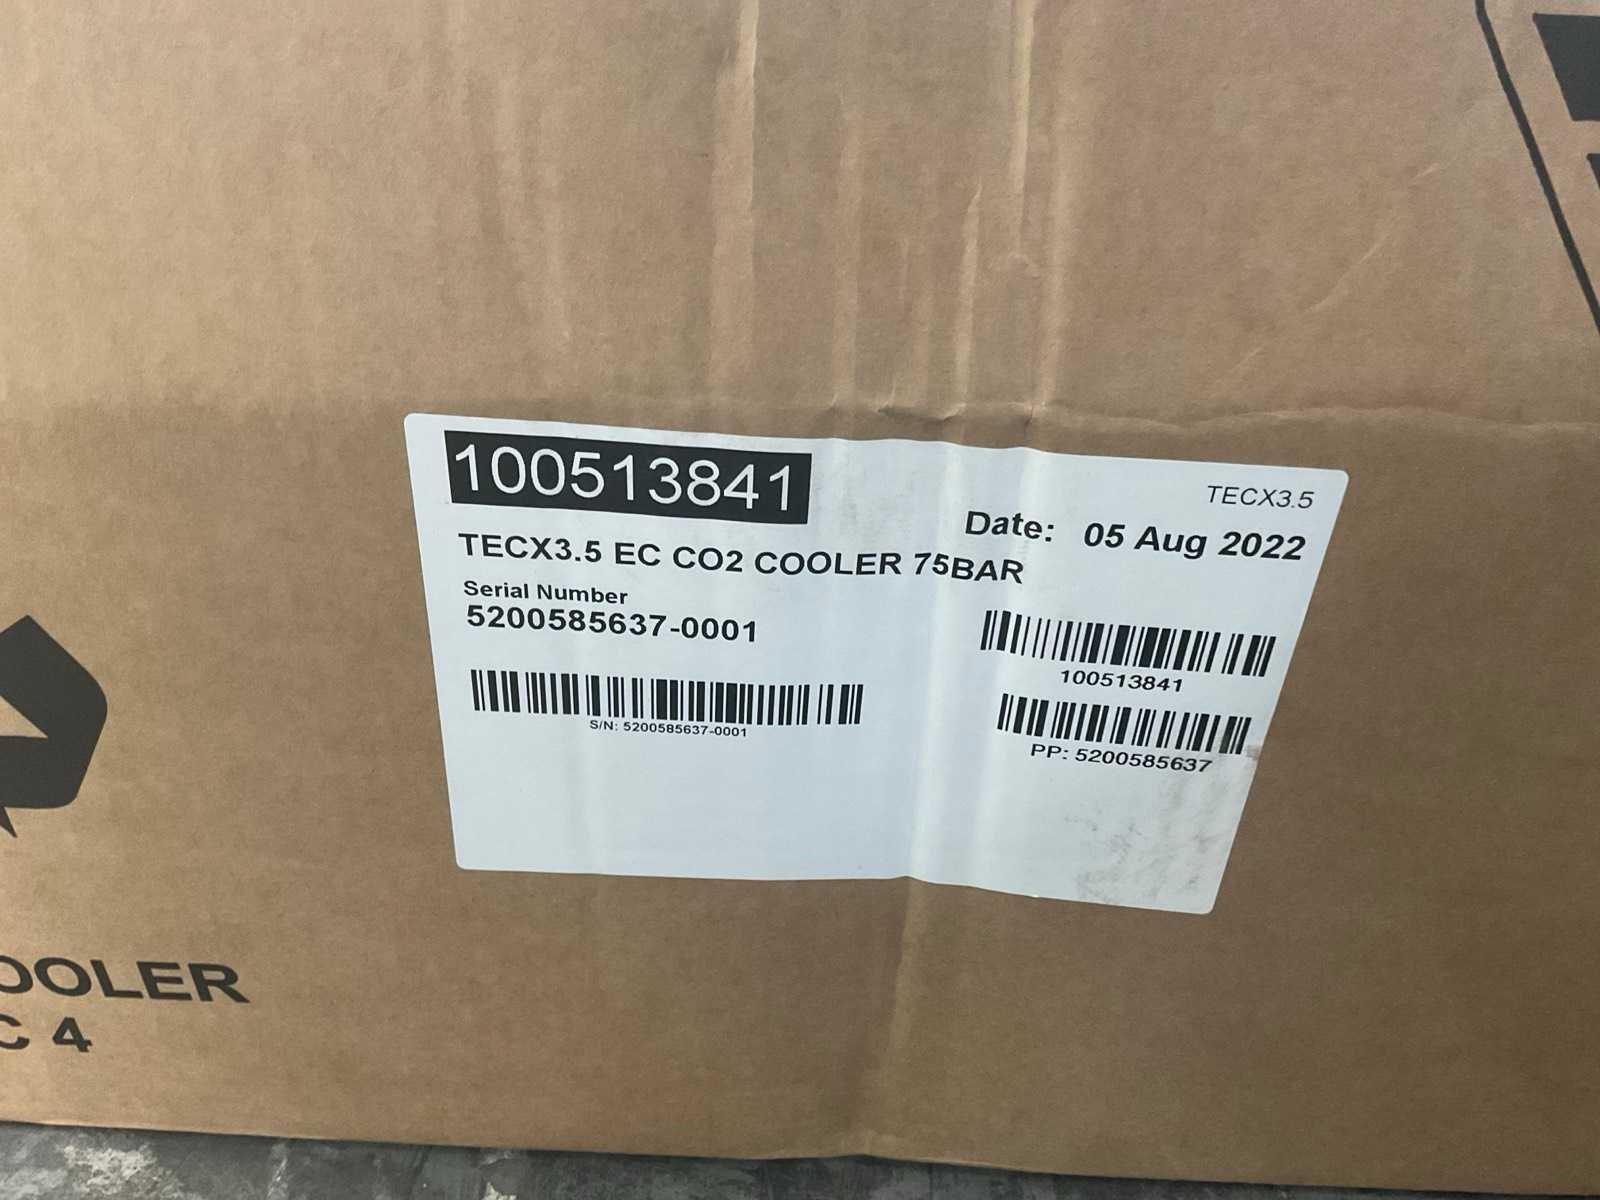 100513841
TECX3.5
Date: 05 Aug 2022
TECX3.5 EC CO2 COOLER 75BAR
Serial Number
5200585637-0001
100513841
S/N: 5200585637-0001
PP: 5200585637
OOLER
C 4